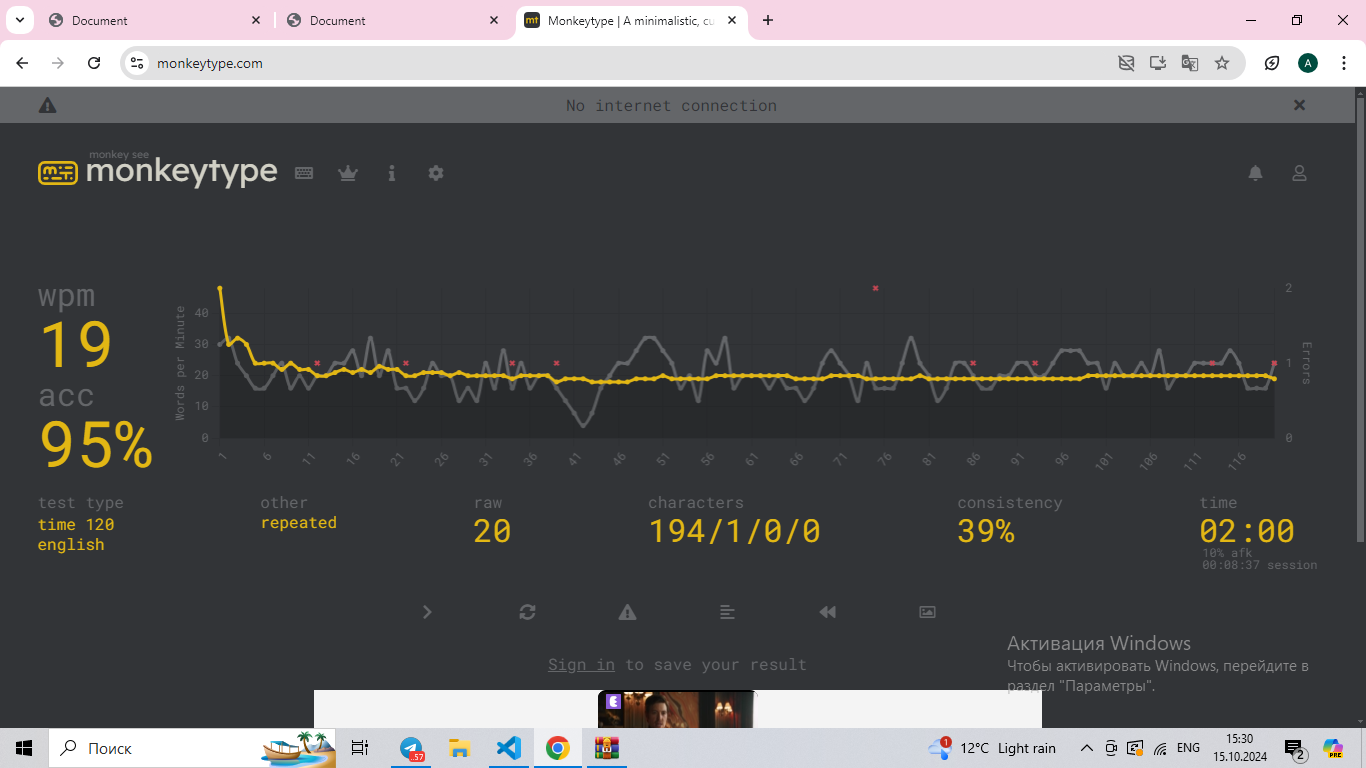 Document
Document
Monkeytype | A minimalistic, cu
monkeytype.com
A
No internet connection
monkey see
monkeytype
wpm
19
acc
95%
Words per Minute
40
30
20
10
0
2
1
0
Errors
1
6
11
16
21
26
31
36
41
46
51
56
61
66
71
76
81
86
91
96
101
106
111
116
test type
time 120
english
other
repeated
raw
20
characters
194/1/0/0
consistency
39%
time
02:00
10% afk
00:08:37 session
Sign in to save your result
Активация Windows
Чтобы активировать Windows, перейдите в
раздел "Параметры".
E
Поиск
.57
1
12°C Light rain
ENG
15:30
15.10.2024
2
PRE